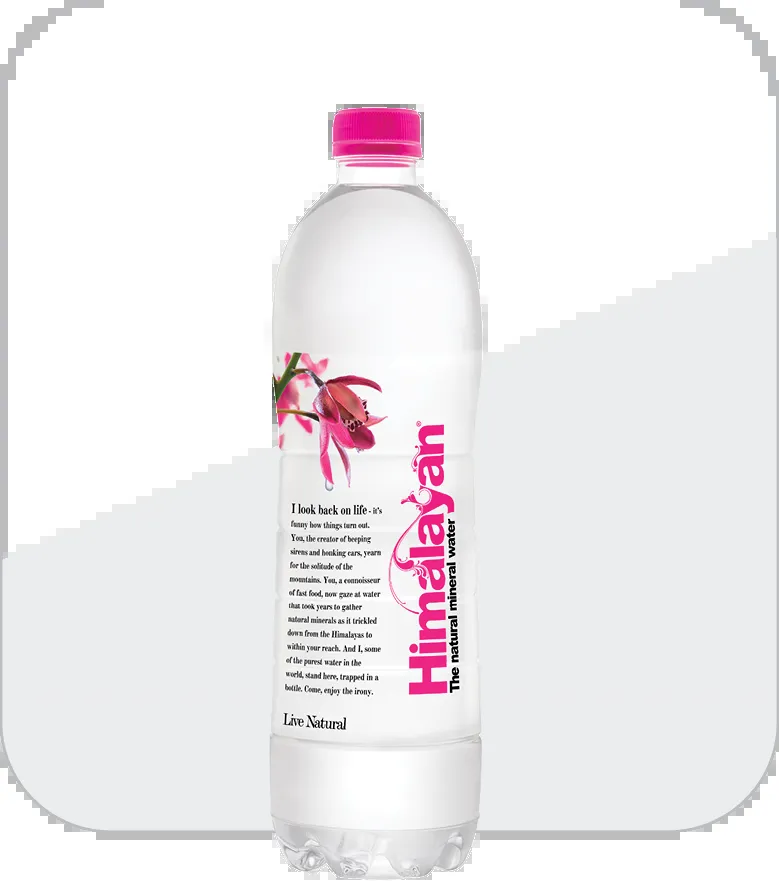 I look back on life - it's
funny how things turn out.
You, the creator of beeping
sirens and honking cars, yearn
for the solitude of the
mountains. You, a connoisseur
of fast food, now gaze at water
that took years to gather
natural minerals as it trickled
down from the Himalayas to
within your reach. And I, some
of the purest water in the
world, stand here, trapped in a
bottle. Come, enjoy the irony.
Live Natural
Himalayan®
The natural mineral water